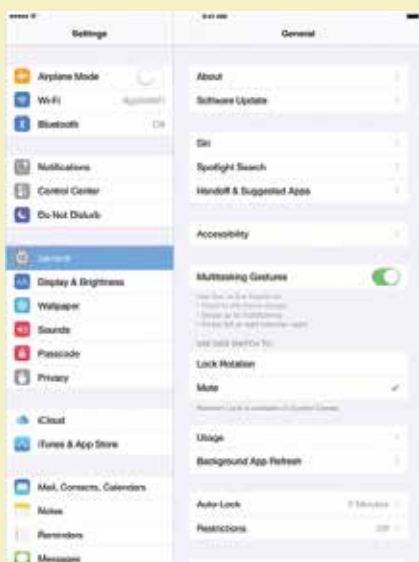 Settings
Airplane Mode
Wi-Fi
Bluetooth
Notifications
Control Center
Do Not Disturb
General
Display & Brightness
Wallpaper
Sounds
Passcode
Privacy
iCloud
iTunes & App Store
Mail, Contacts, Calendars
Notes
Reminders
Messages
General
About
Software Update
Siri
Spotlight Search
Handoff & Suggested Apps
Accessibility
Multitasking Gestures
USE SIDE SWITCH TO:
Lock Rotation
Mute
Usage
Background App Refresh
Auto-Lock
Restrictions
Off